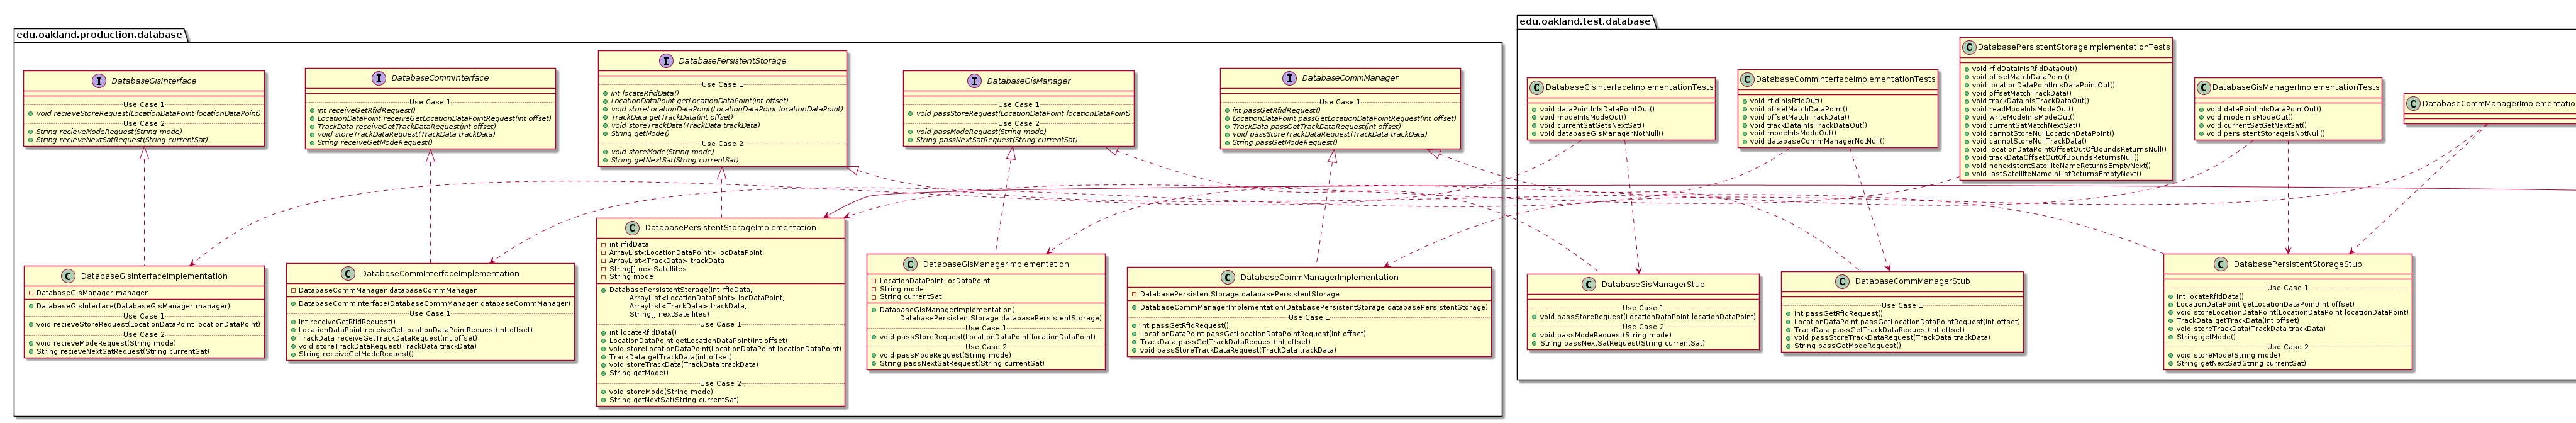 edu.oakland.production.database
I DatabaseGisInterface
Use Case 1
void recieveStoreRequest(LocationDataPoint locationDataPoint)
Use Case 2
String recieveModeRequest(String mode)
String recieveNextSatRequest(String currentSat)
I DatabaseCommInterface
Use Case 1
int receiveGetRfidRequest()
LocationDataPoint receiveGetLocationDataPointRequest(int offset)
TrackData receiveGetTrackDataRequest(int offset)
void storeTrackDataRequest(TrackData trackData)
String receiveGetModeRequest()
I DatabasePersistentStorage
Use Case 1
int locateRfidData()
LocationDataPoint getLocationDataPoint(int offset)
void storeLocationDataPoint(LocationDataPoint locationDataPoint)
TrackData getTrackData(int offset)
void storeTrackData(TrackData trackData)
String getMode()
Use Case 2
void storeMode(String mode)
String getNextSat(String currentSat)
I DatabaseGisManager
Use Case 1
void passStoreRequest(LocationDataPoint locationDataPoint)
Use Case 2
void passModeRequest(String mode)
String passNextSatRequest(String currentSat)
I DatabaseCommManager
Use Case 1
int passGetRfidRequest()
LocationDataPoint passGetLocationDataPointRequest(int offset)
TrackData passGetTrackDataRequest(int offset)
void passStoreTrackDataRequest(TrackData trackData)
String passGetModeRequest()
C DatabaseGisInterfaceImplementation
DatabaseGisManager manager
DatabaseGisInterface(DatabaseGisManager manager)
Use Case 1
void recieveStoreRequest(LocationDataPoint locationDataPoint)
Use Case 2
void recieveModeRequest(String mode)
String recieveNextSatRequest(String currentSat)
C DatabaseCommInterfaceImplementation
DatabaseCommManager databaseCommManager
DatabaseCommInterface(DatabaseCommManager databaseCommManager)
Use Case 1
int receiveGetRfidRequest()
LocationDataPoint receiveGetLocationDataPointRequest(int offset)
TrackData receiveGetTrackDataRequest(int offset)
void storeTrackDataRequest(TrackData trackData)
String receiveGetModeRequest()
C DatabasePersistentStorageImplementation
int rfidData
ArrayList<LocationDataPoint> locDataPoint
ArrayList<TrackData> trackData
String[] nextSatellites
String mode
DatabasePersistentStorage(int rfidData,
ArrayList<LocationDataPoint> locDataPoint,
ArrayList<TrackData> trackData,
String[] nextSatellites)
Use Case 1
int locateRfidData()
LocationDataPoint getLocationDataPoint(int offset)
void storeLocationDataPoint(LocationDataPoint locationDataPoint)
TrackData getTrackData(int offset)
void storeTrackData(TrackData trackData)
String getMode()
Use Case 2
void storeMode(String mode)
String getNextSat(String currentSat)
C DatabaseGisManagerImplementation
LocationDataPoint locDataPoint
String mode
String currentSat
DatabaseGisManagerImplementation(
DatabasePersistentStorage databasePersistentStorage)
Use Case 1
void passStoreRequest(LocationDataPoint locationDataPoint)
Use Case 2
void passModeRequest(String mode)
String passNextSatRequest(String currentSat)
C DatabaseCommManagerImplementation
DatabasePersistentStorage databasePersistentStorage
DatabaseCommManagerImplementation(DatabasePersistentStorage databasePersistentStorage)
Use Case 1
int passGetRfidRequest()
LocationDataPoint passGetLocationDataPointRequest(int offset)
TrackData passGetTrackDataRequest(int offset)
void passStoreTrackDataRequest(TrackData trackData)
edu.oakland.test.database
C DatabaseGisInterfaceImplementationTests
void dataPointInIsDataPointOut()
void modeInIsModeOut()
void currentSatGetsNextSat()
void databaseGisManagerNotNull()
C DatabaseCommInterfaceImplementationTests
void rfidInIsRfidOut()
void offsetMatchDataPoint()
void offsetMatchTrackData()
void trackDataInIsTrackDataOut()
void modeInIsModeOut()
void databaseCommManagerNotNull()
C DatabasePersistentStorageImplementationTests
void rfidDataInIsRfidDataOut()
void offsetMatchDataPoint()
void locationDataPointInIsDataPointOut()
void offsetMatchTrackData()
void trackDataInIsTrackDataOut()
void readModeInIsModeOut()
void writeModeInIsModeOut()
void currentSatMatchNextSat()
void cannotStoreNullLocationDataPoint()
void cannotStoreNullTrackData()
void locationDataPointOffsetOutOfBoundsReturnsNull()
void trackDataOffsetOutOfBoundsReturnsNull()
void nonexistentSatelliteNameReturnsEmptyNext()
void lastSatelliteNameInListReturnsEmptyNext()
C DatabaseGisManagerImplementationTests
void dataPointInIsDataPointOut()
void modeInIsModeOut()
void currentSatGetNextSat()
void persistentStorageIsNotNull()
C DatabaseCommManagerImplementatio
C DatabaseGisManagerStub
Use Case 1
void passStoreRequest(LocationDataPoint locationDataPoint)
Use Case 2
void passModeRequest(String mode)
String passNextSatRequest(String currentSat)
C DatabaseCommManagerStub
Use Case 1
int passGetRfidRequest()
LocationDataPoint passGetLocationDataPointRequest(int offset)
TrackData passGetTrackDataRequest(int offset)
void passStoreTrackDataRequest(TrackData trackData)
String passGetModeRequest()
C DatabasePersistentStorageStub
Use Case 1
int locateRfidData()
LocationDataPoint getLocationDataPoint(int offset)
void storeLocationDataPoint(LocationDataPoint locationDataPoint)
TrackData getTrackData(int offset)
void storeTrackData(TrackData trackData)
String getMode()
Use Case 2
void storeMode(String mode)
String getNextSat(String currentSat)